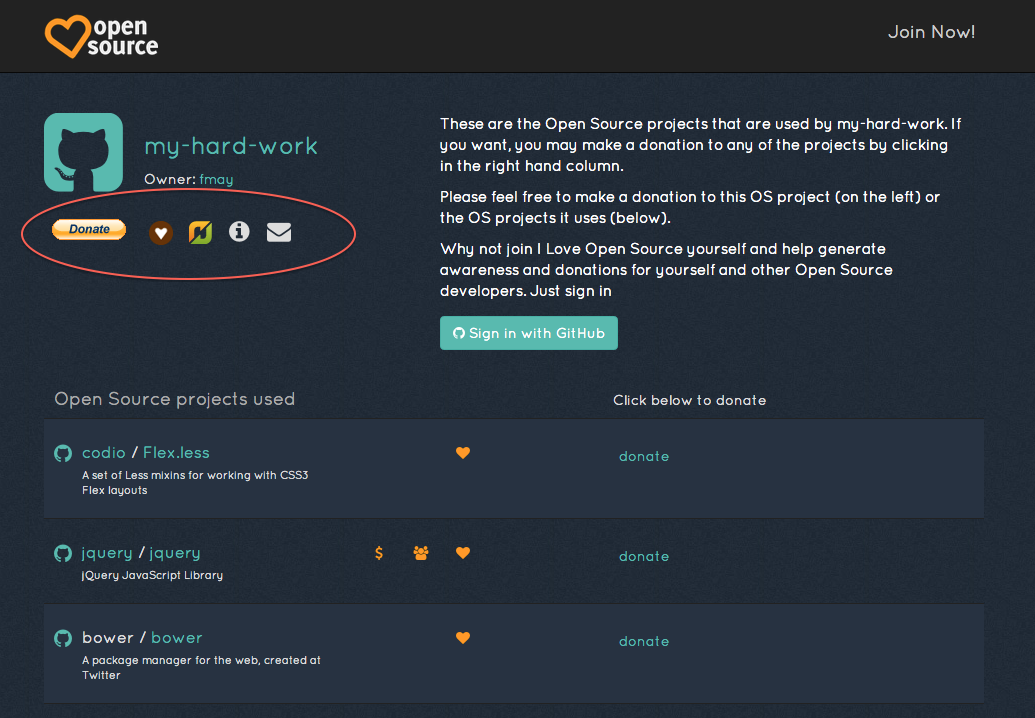 open
source
Join Now!
my-hard-work
Owner: fmay
Donate
These are the Open Source projects that are used by my-hard-work. If
you want, you may make a donation to any of the projects by clicking
in the right hand column.
Please feel free to make a donation to this OS project (on the left) or
the OS projects it uses (below).
Why not join I Love Open Source yourself and help generate
awareness and donations for yourself and other Open Source
developers. Just sign in
Sign in with GitHub
Open Source projects used
Click below to donate
codio / Flex.less
donate
A set of Less mixins for working with CSS3
Flex layouts
jquery / jquery
$
donate
jQuery JavaScript Library
bower / bower
donate
A package manager for the web, created at
Twitter